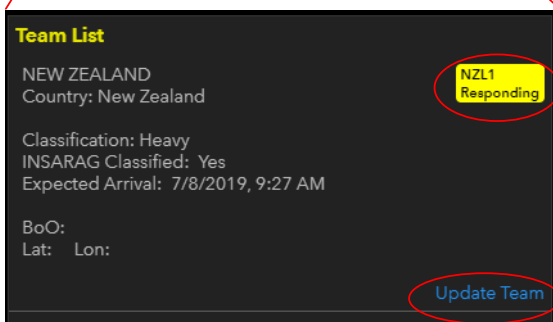 Team List
NEW ZEALAND
NZL1
Country: New Zealand
Responding
Classification: Heavy
INSARAG Classified: Yes
Expected Arrival: 7/8/2019, 9:27 AM
BoO:
Lat: Lon:
Update Team